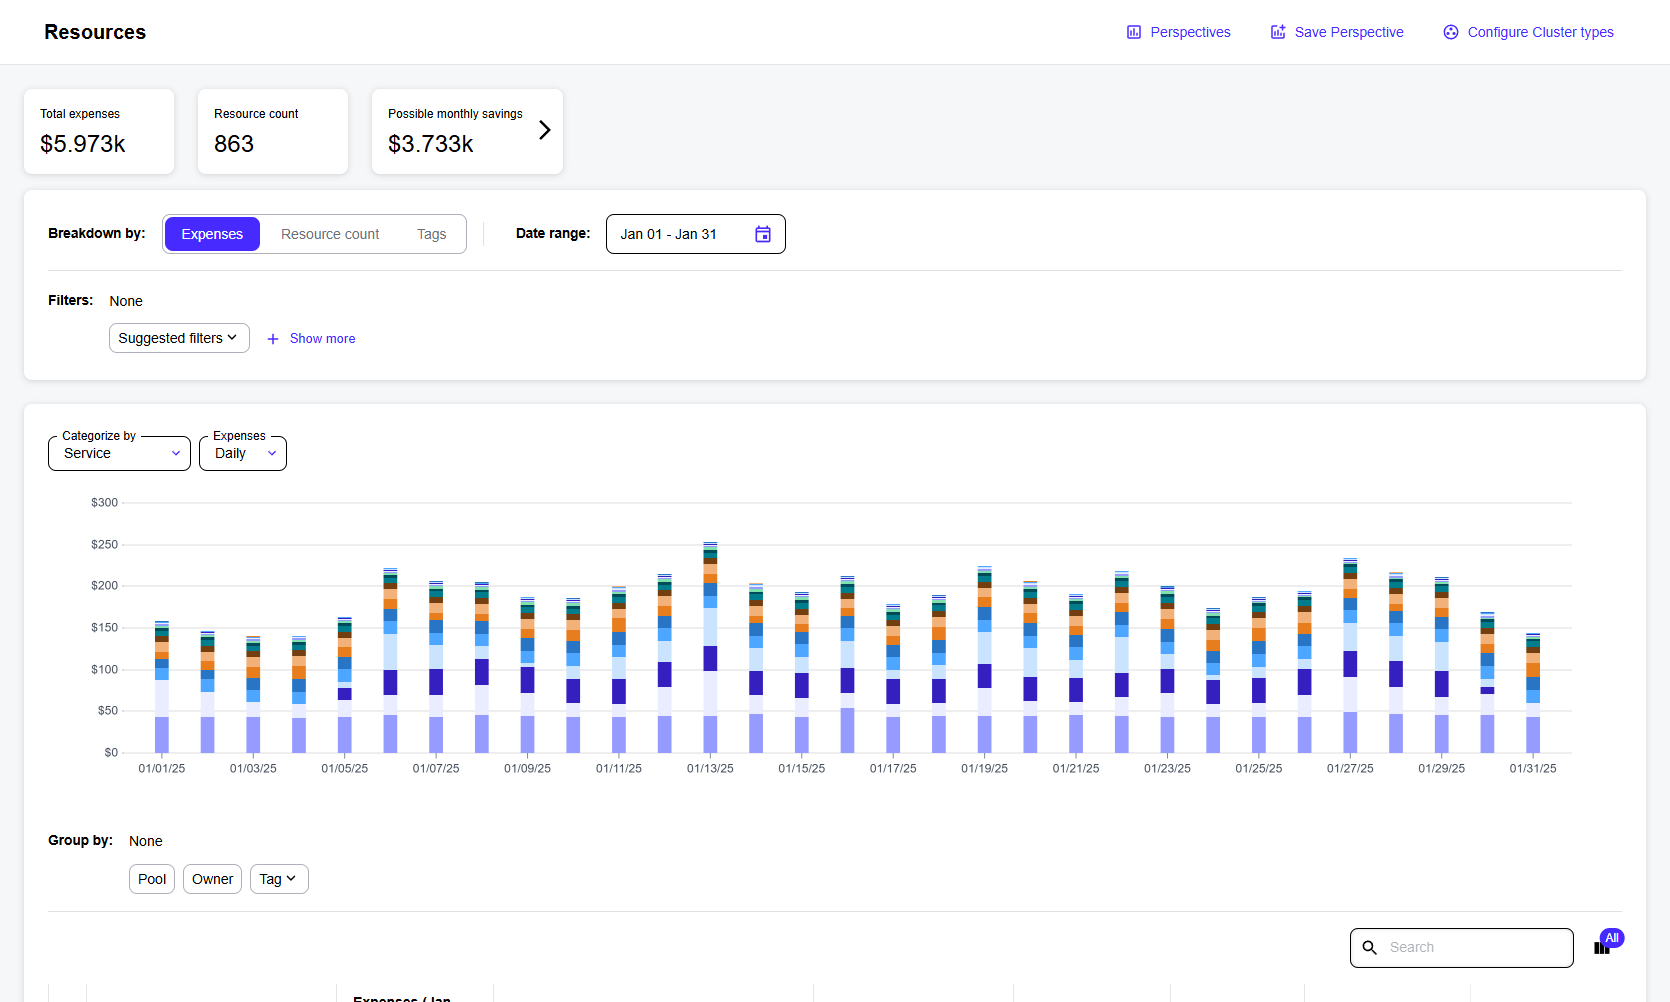 Resources
Perspectives
Save Perspective
Configure Cluster types
Total expenses
$5.973k
Resource count
863
Possible monthly savings
$3.733k
Breakdown by:
Expenses
Resource count
Tags
Date range:
Jan 01 - Jan 31
Filters:
None
Suggested filters
Show more
Categorize by
Service
Expenses
Daily
$300
$250
$200
$150
$100
$50
$0
01/01/25
01/03/25
01/05/25
01/07/25
01/09/25
01/11/25
01/13/25
01/15/25
01/17/25
01/19/25
01/21/25
01/23/25
01/25/25
01/27/25
01/29/25
01/31/25
Group by:
None
Pool
Owner
Tag
Search
All
Expenses (Jan